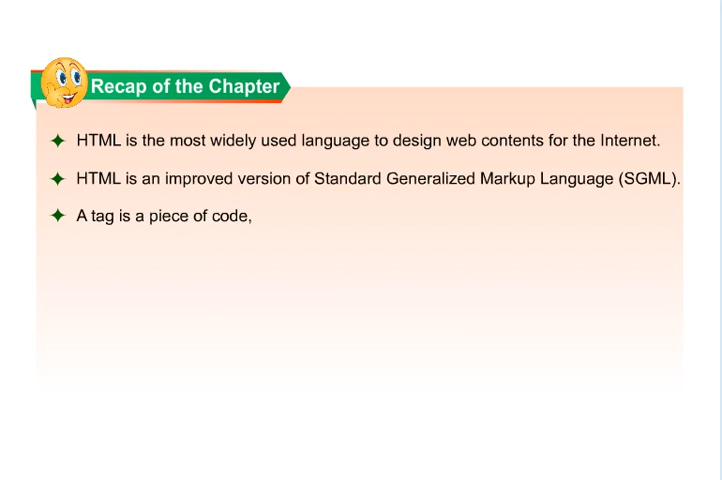 Recap of the Chapter
HTML is the most widely used language to design web contents for the Internet.
HTML is an improved version of Standard Generalized Markup Language (SGML).
A tag is a piece of code,